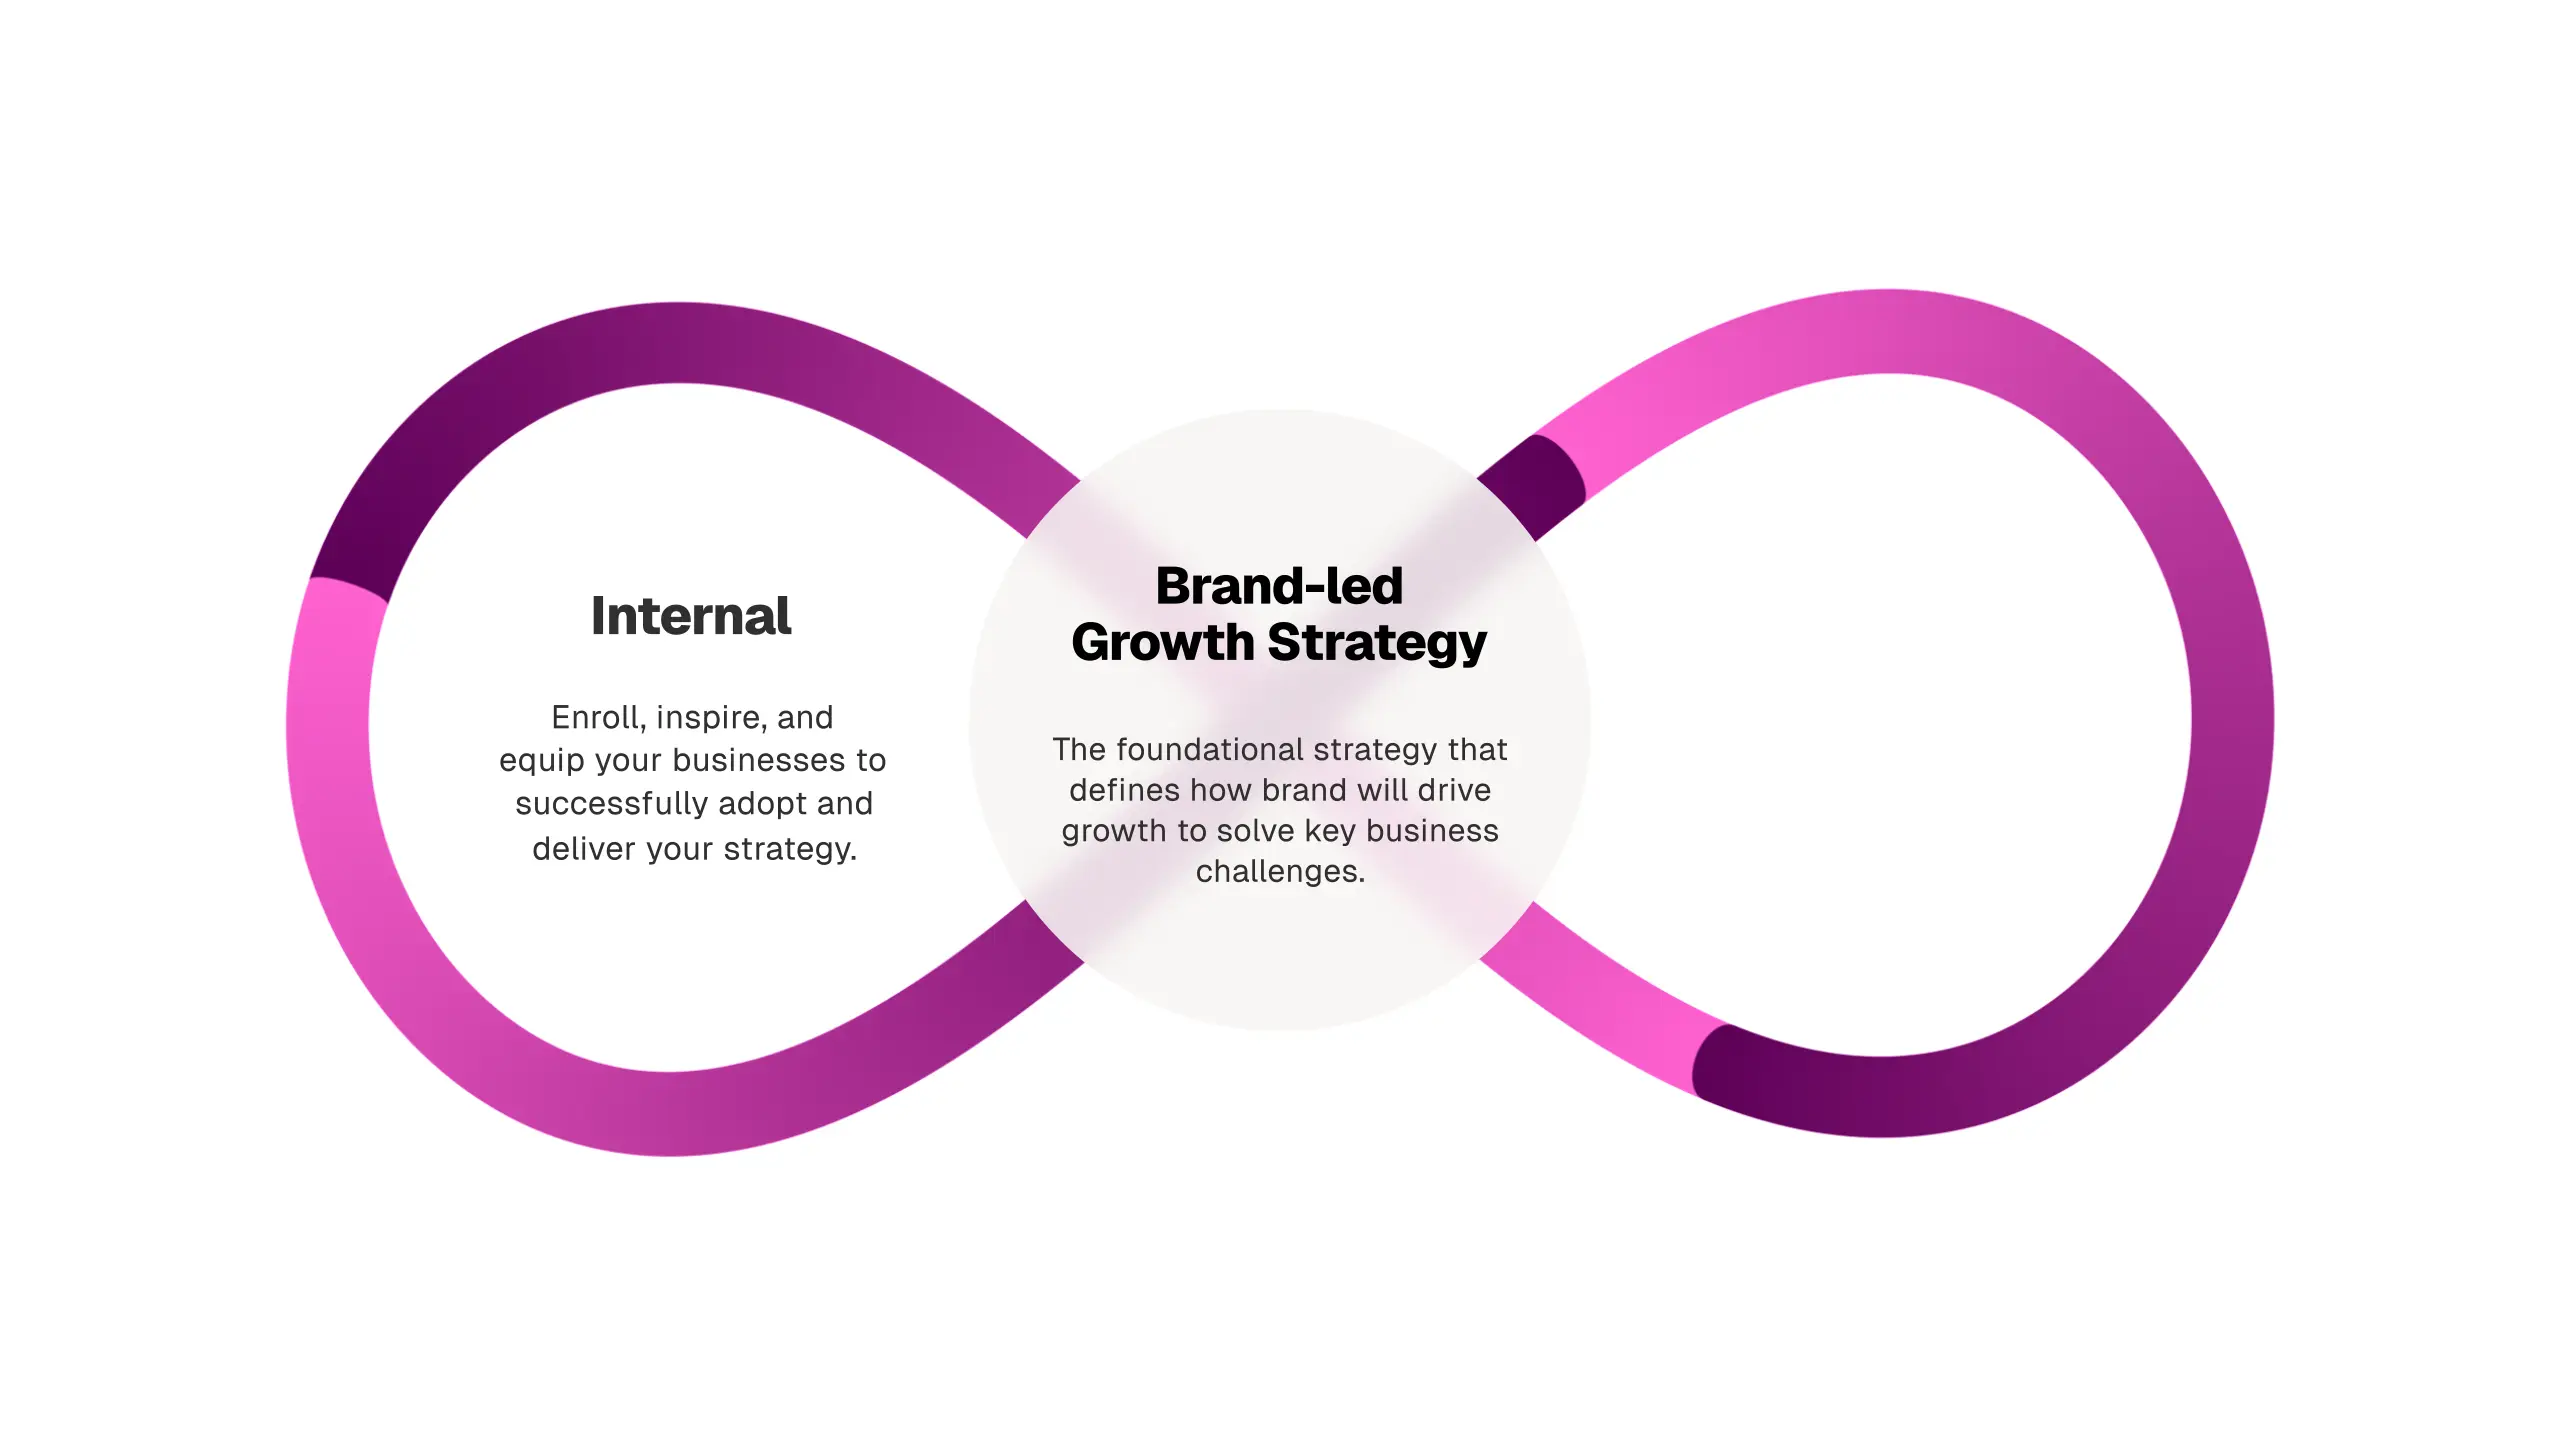 Internal
Enroll, inspire, and
equip your businesses to
successfully adopt and
deliver your strategy.
Brand-led
Growth Strategy
The foundational strategy that
defines how brand will drive
growth to solve key business
challenges.